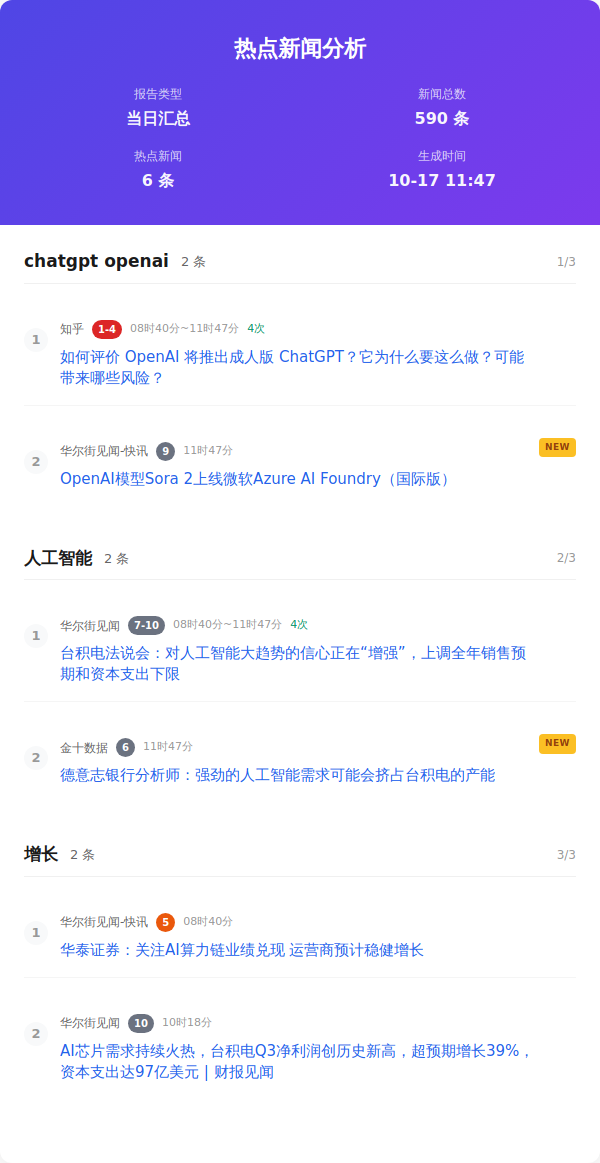 热点新闻分析
报告类型
新闻总数
当日汇总
590 条
热点新闻
生成时间
6 条
10-17 11:47
chatgpt openai 2 条 1/3
1
知乎 1-4 08时40分~11时47分 4次
如何评价 OpenAI 将推出成人版 ChatGPT？它为什么要这么做？可能
带来哪些风险？
2
华尔街见闻-快讯 9 11时47分 NEW
OpenAI模型Sora 2上线微软Azure AI Foundry（国际版）
人工智能 2 条 2/3
1
华尔街见闻 7-10 08时40分~11时47分 4次
台积电法说会：对人工智能大趋势的信心正在“增强”，上调全年销售预
期和资本支出下限
2
金十数据 6 11时47分 NEW
德意志银行分析师：强劲的人工智能需求可能会挤占台积电的产能
增长 2 条 3/3
1
华尔街见闻-快讯 5 08时40分
华泰证券：关注AI算力链业绩兑现 运营商预计稳健增长
2
华尔街见闻 10 10时18分
AI芯片需求持续火热，台积电Q3净利润创历史新高，超预期增长39%，
资本支出达97亿美元 | 财报见闻